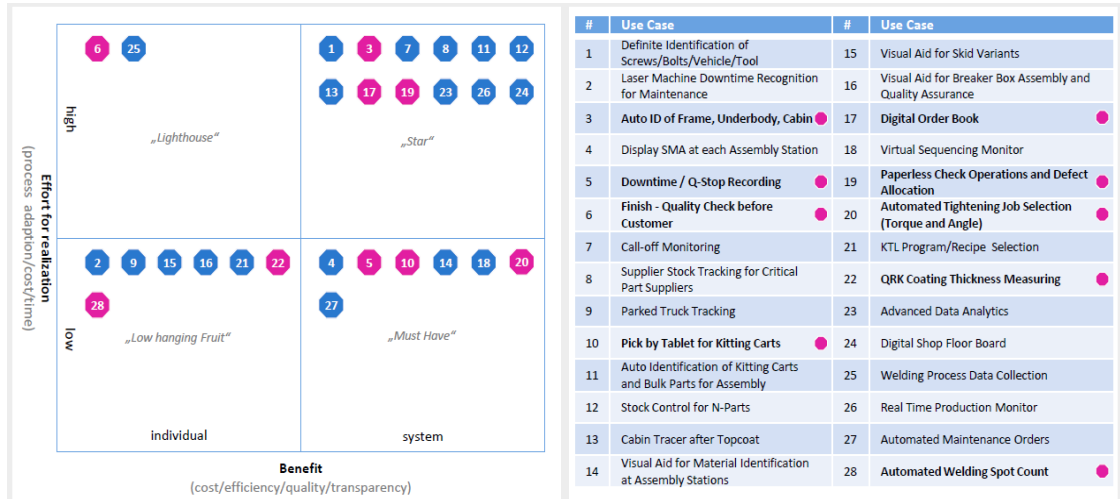 6 25
1 3 7 8 11 12
13 17 19 23 26 24
high
„Lighthouse“
„Star“
Effort for realization
(process adaption/cost/time)
2 9 15 16 21 22
4 5 10 14 18 20
28
27
low
„Low hanging Fruit“
„Must Have“
individual
system
Benefit
(cost/efficiency/quality/transparency)
# Use Case # Use Case
1 Definite Identification of
Screws/Bolts/Vehicle/Tool
15 Visual Aid for Skid Variants
2 Laser Machine Downtime Recognition
for Maintenance
16 Visual Aid for Breaker Box Assembly and
Quality Assurance
3 Auto ID of Frame, Underbody, Cabin
17 Digital Order Book
4 Display SMA at each Assembly Station
18 Virtual Sequencing Monitor
5 Downtime / Q-Stop Recording
19 Paperless Check Operations and Defect
Allocation
6 Finish - Quality Check before
Customer
20 Automated Tightening Job Selection
(Torque and Angle)
7 Call-off Monitoring
21 KTL Program/Recipe Selection
8 Supplier Stock Tracking for Critical
Part Suppliers
22 QRK Coating Thickness Measuring
9 Parked Truck Tracking
23 Advanced Data Analytics
10 Pick by Tablet for Kitting Carts
24 Digital Shop Floor Board
11 Auto Identification of Kitting Carts
and Bulk Parts for Assembly
25 Welding Process Data Collection
12 Stock Control for N-Parts
26 Real Time Production Monitor
13 Cabin Tracer after Topcoat
27 Automated Maintenance Orders
14 Visual Aid for Material Identification
at Assembly Stations
28 Automated Welding Spot Count